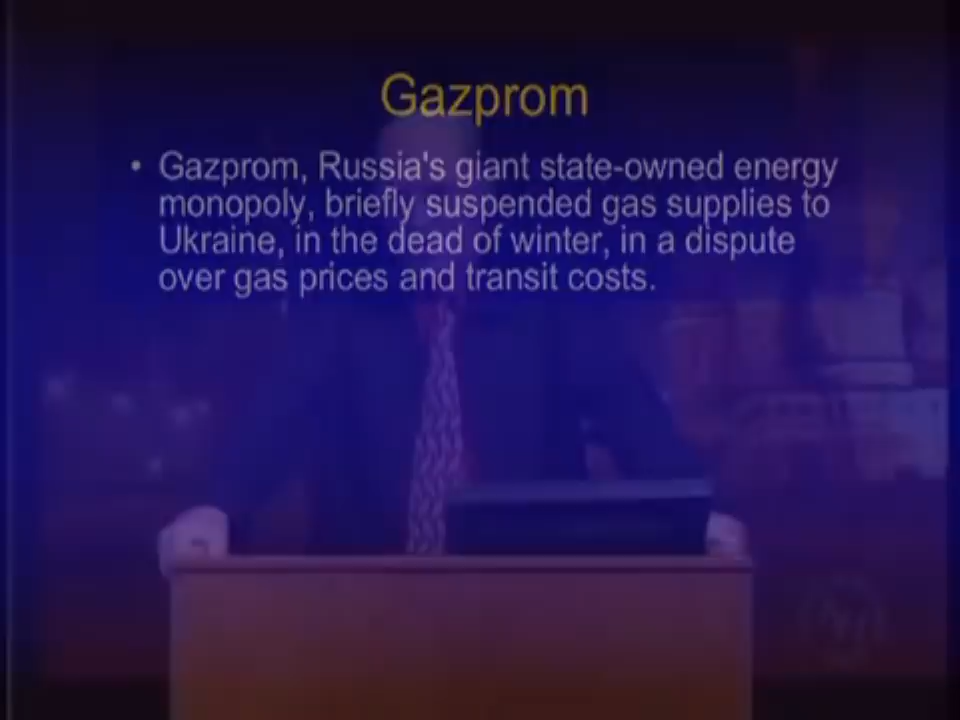 Gazprom
• Gazprom, Russia's giant state-owned energy
monopoly, briefly suspended gas supplies to
Ukraine, in the dead of winter, in a dispute
over gas prices and transit costs.